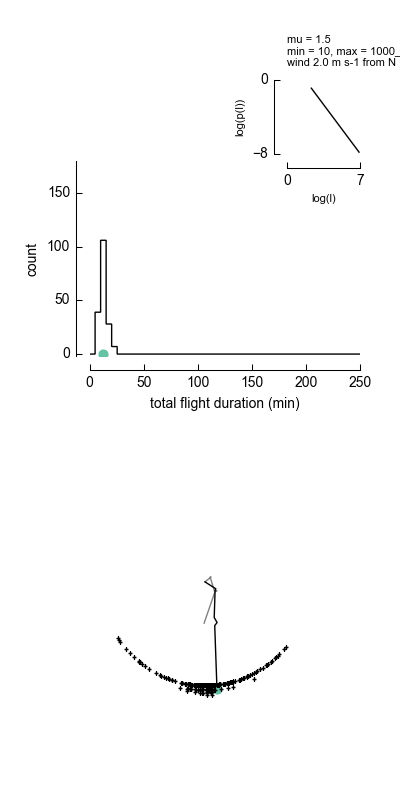 mu = 1.5
min = 10, max = 1000_
wind 2.0 m s-1 from N
0
log(p(l))
−8
0
7
log(l)
150
100
50
0
count
0
50
100
150
200
250
total flight duration (min)